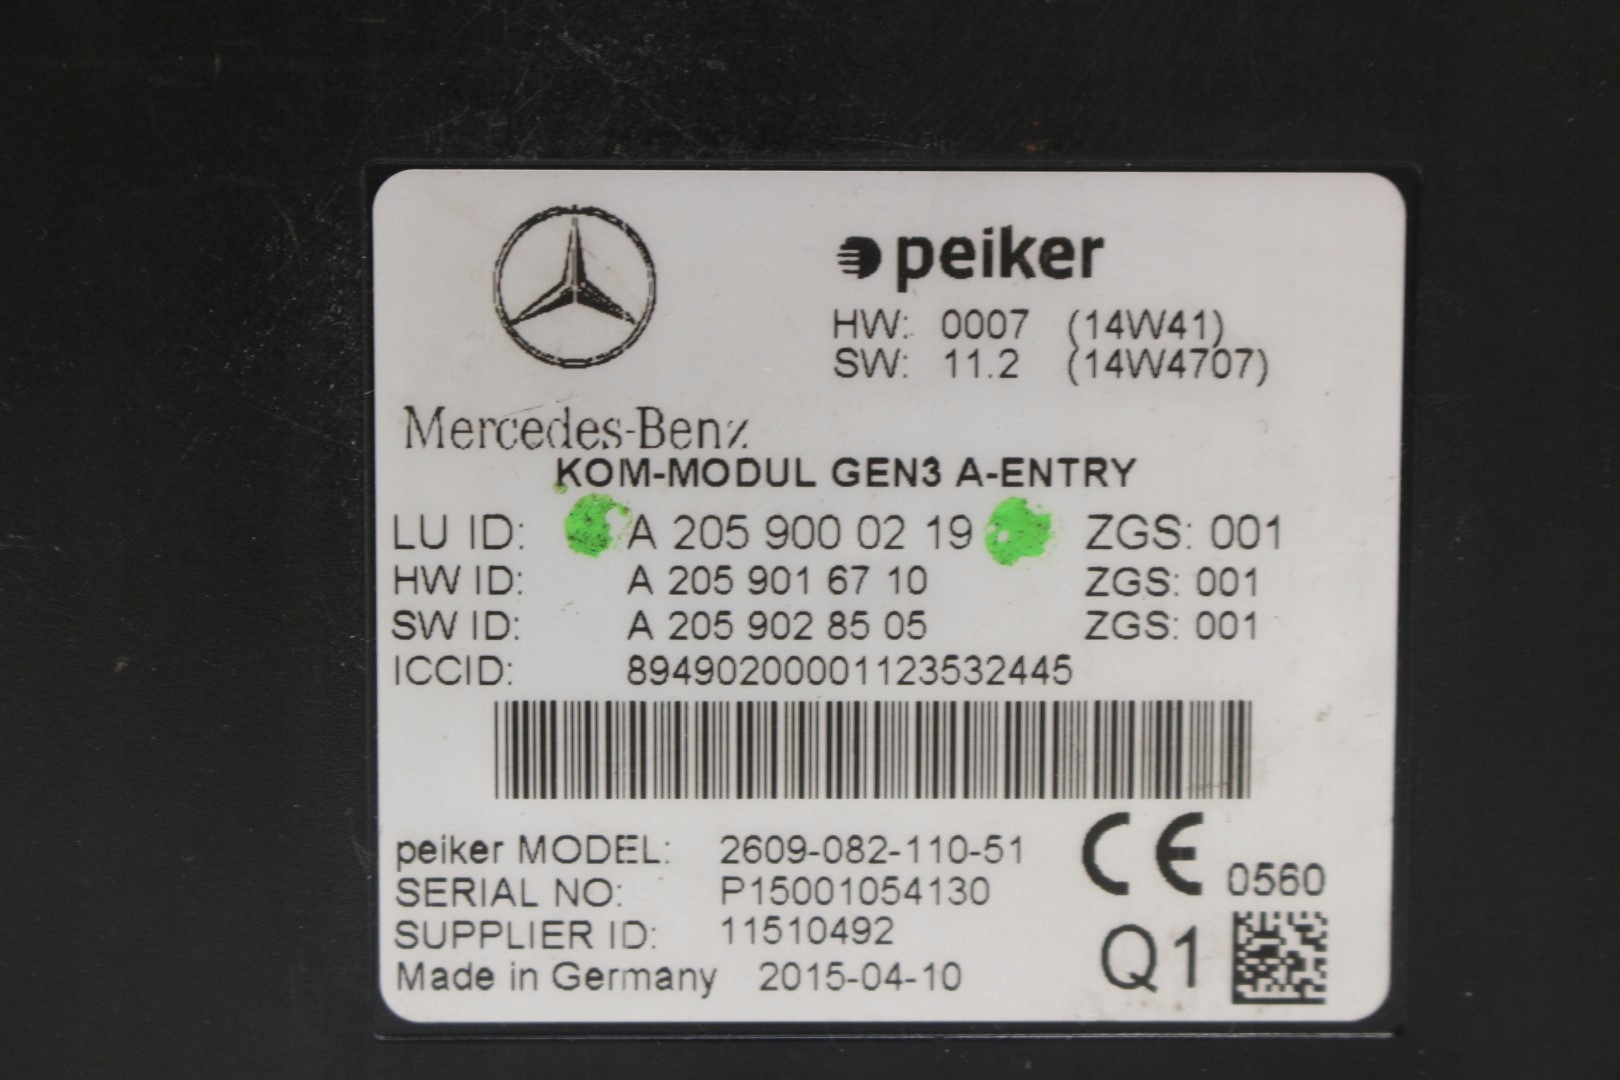 peiker
HW: 0007 (14W41)
SW: 11.2 (14W4707)
Mercedes-Benz
KOM-MODUL GEN3 A-ENTRY
LU ID: A 205 900 02 19 ZGS: 001
HW ID: A 205 901 67 10 ZGS: 001
SW ID: A 205 902 85 05 ZGS: 001
ICCID: 89490200001123532445
peiker MODEL: 2609-082-110-51
CE 0560
SERIAL NO: P15001054130
SUPPLIER ID: 11510492
Made in Germany 2015-04-10
Q1